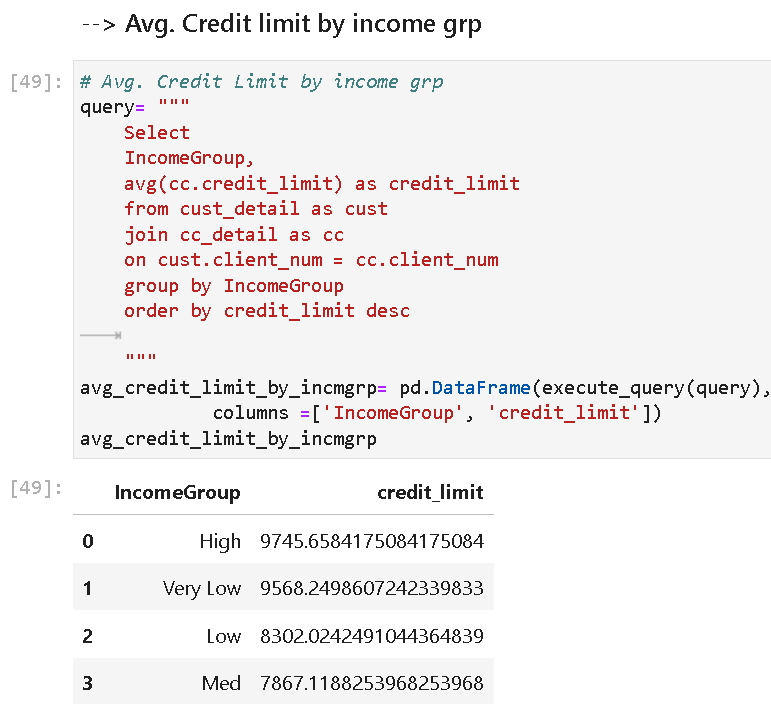 --> Avg. Credit limit by income grp
[49]: # Avg. Credit Limit by income grp
query= """
Select
IncomeGroup,
avg(cc.credit_limit) as credit_limit
from cust_detail as cust
join cc_detail as cc
on cust.client_num = cc.client_num
group by IncomeGroup
order by credit_limit desc
"""
avg_credit_limit_by_incmgrp= pd.DataFrame(execute_query(query),
columns =['IncomeGroup', 'credit_limit'])
avg_credit_limit_by_incmgrp
[49]: IncomeGroup credit_limit
0 High 9745.6584175084175084
1 Very Low 9568.2498607242339833
2 Low 8302.0242491044364839
3 Med 7867.1188253968253968